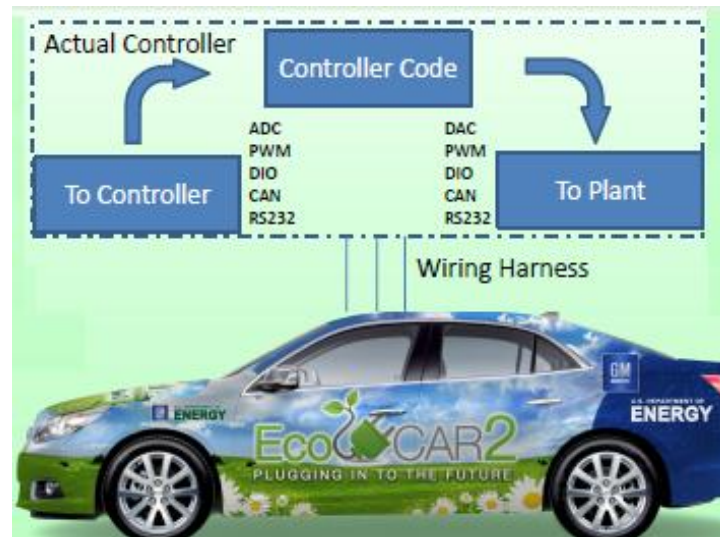 Actual Controller
Controller Code
ADC
PWM
DIO
CAN
RS232
DAC
PWM
DIO
CAN
RS232
To Controller
To Plant
Wiring Harness
GM
U.S. DEPARTMENT OF
ENERGY
ENERGY
EcoCAR2
PLUGGING IN TO THE FUTURE